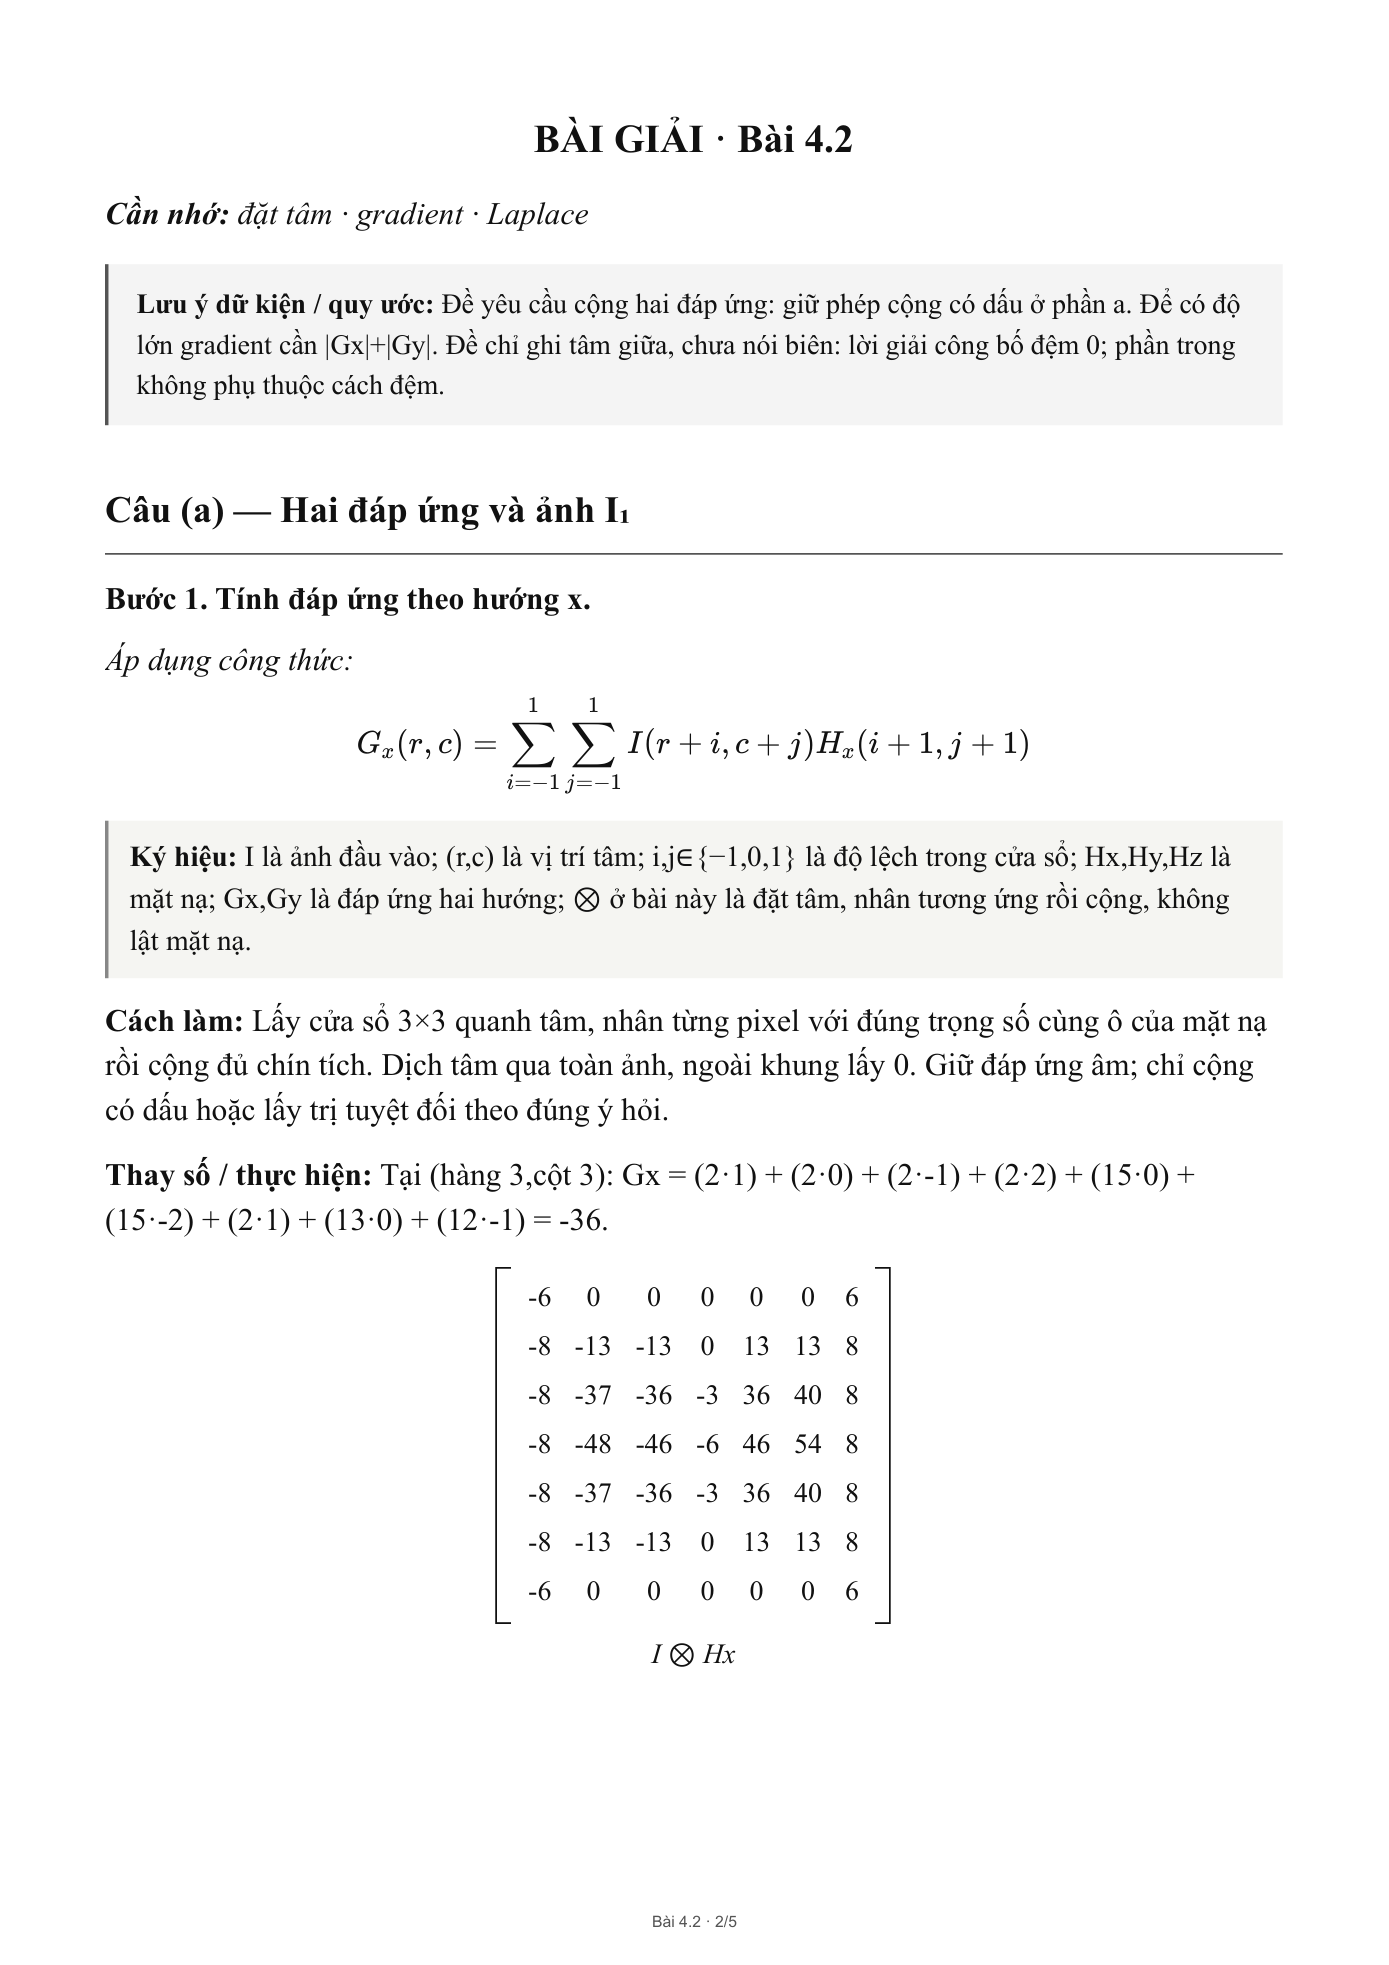 BÀI GIẢI · Bài 4.2
Cần nhớ: đặt tâm · gradient · Laplace
Lưu ý dữ kiện / quy ước: Đề yêu cầu cộng hai đáp ứng: giữ phép cộng có dấu ở phần a. Để có độ
lớn gradient cần |Gx|+|Gy|. Đề chỉ ghi tâm giữa, chưa nói biên: lời giải công bố đệm 0; phần trong
không phụ thuộc cách đệm.
Câu (a) — Hai đáp ứng và ảnh I₁
Bước 1. Tính đáp ứng theo hướng x.
Áp dụng công thức:
G_x(r, c) = \sum_{i=-1}^{1} \sum_{j=-1}^{1} I(r + i, c + j)H_x(i + 1, j + 1)
Ký hiệu: I là ảnh đầu vào; (r,c) là vị trí tâm; i,j∈{−1,0,1} là độ lệch trong cửa sổ; Hx,Hy,Hz là
mặt nạ; Gx,Gy là đáp ứng hai hướng; ⊗ ở bài này là đặt tâm, nhân tương ứng rồi cộng, không
lật mặt nạ.
Cách làm: Lấy cửa sổ 3×3 quanh tâm, nhân từng pixel với đúng trọng số cùng ô của mặt nạ
rồi cộng đủ chín tích. Dịch tâm qua toàn ảnh, ngoài khung lấy 0. Giữ đáp ứng âm; chỉ cộng
có dấu hoặc lấy trị tuyệt đối theo đúng ý hỏi.
Thay số / thực hiện: Tại (hàng 3,cột 3): Gx = (2·1) + (2·0) + (2·-1) + (2·2) + (15·0) +
(15·-2) + (2·1) + (13·0) + (12·-1) = -36.
-6 0 0 0 0 0 6
-8 -13 -13 0 13 13 8
-8 -37 -36 -3 36 40 8
-8 -48 -46 -6 46 54 8
-8 -37 -36 -3 36 40 8
-8 -13 -13 0 13 13 8
-6 0 0 0 0 0 6
I ⊗ Hx
Bài 4.2 · 2/5